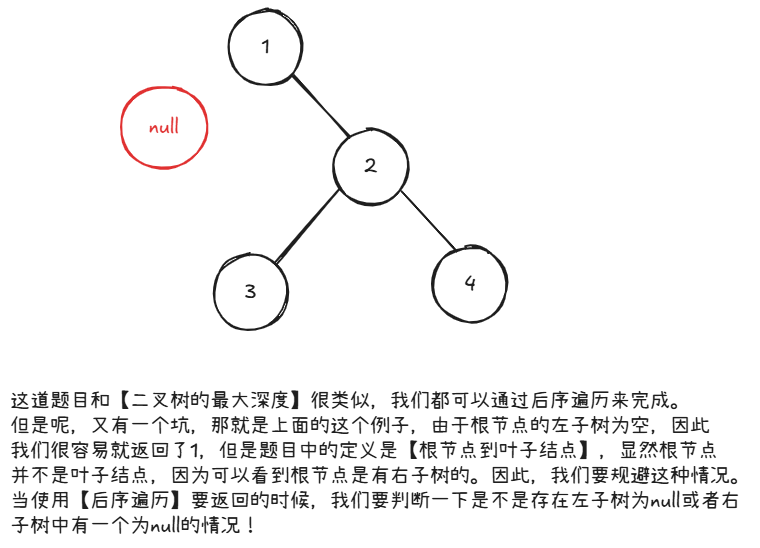 1
null
2
3
4
这道题目和【二叉树的最大深度】很类似，我们都可以通过后序遍历来完成。
但是呢，又有一个坑，那就是上面的这个例子，由于根节点的左子树为空，因此
我们很容易就返回了1，但是题目中的定义是【根节点到叶子结点】，显然根节点
并不是叶子结点，因为可以看到根节点是有右子树的。因此，我们要规避这种情况。
当使用【后序遍历】要返回的时候，我们要判断一下是不是存在左子树为null或者右
子树中有一个为null的情况！